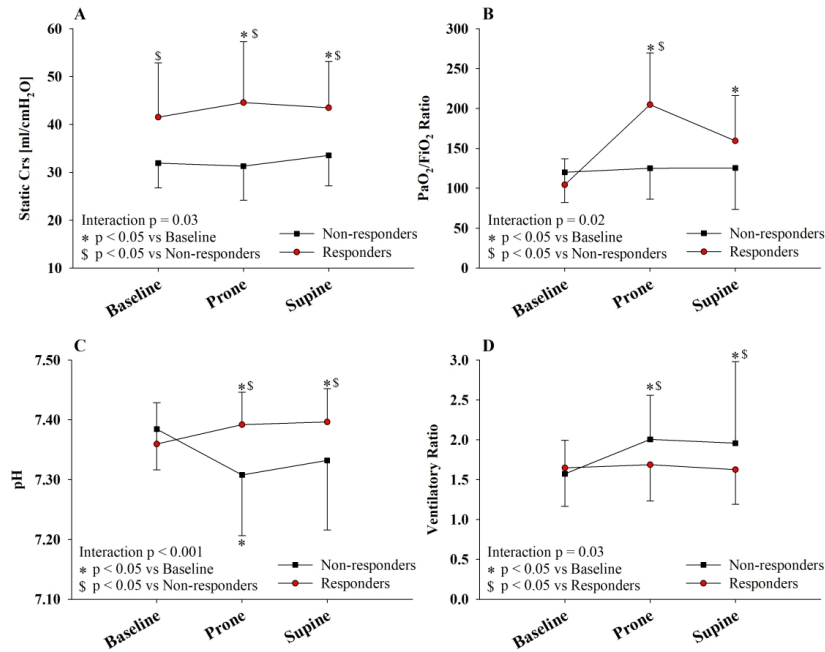 A
60
50
40
30
20
10
Static Crs [ml/cmH2O]
$
* $
*$
Interaction p = 0.03
* p < 0.05 vs Baseline
$ p < 0.05 vs Non-responders
Non-responders
Responders
Baseline
Prone
Supine
B
300
250
200
150
100
50
0
PaO2/FiO2 Ratio
* $
*
Interaction p = 0.02
* p < 0.05 vs Baseline
$ p < 0.05 vs Non-responders
Non-responders
Responders
Baseline
Prone
Supine
C
7.50
7.40
7.30
7.20
7.10
pH
*$
*$
*
Interaction p < 0.001
* p < 0.05 vs Baseline
$ p < 0.05 vs Non-responders
Non-responders
Responders
Baseline
Prone
Supine
D
3.0
2.5
2.0
1.5
1.0
0.5
0.0
Ventilatory Ratio
*$
*$
Interaction p = 0.03
* p < 0.05 vs Baseline
$ p < 0.05 vs Responders
Non-responders
Responders
Baseline
Prone
Supine